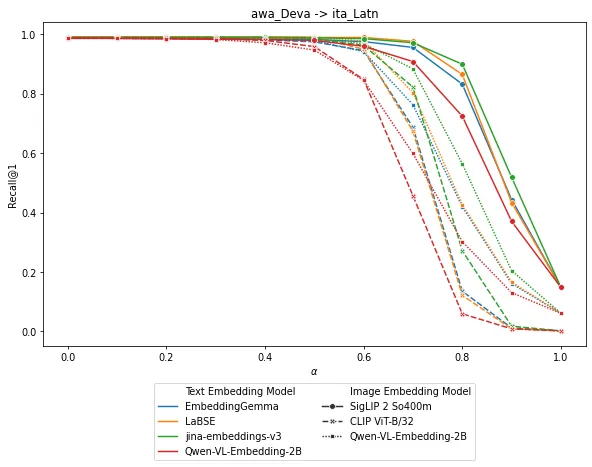 awa_Deva -> ita_Latn
Recall@1
1.0
0.8
0.6
0.4
0.2
0.0
0.0 0.2 0.4 0.6 0.8 1.0
α
Text Embedding Model
EmbeddingGemma
LaBSE
jina-embeddings-v3
Qwen-VL-Embedding-2B
Image Embedding Model
SigLIP 2 So400m
CLIP ViT-B/32
Qwen-VL-Embedding-2B